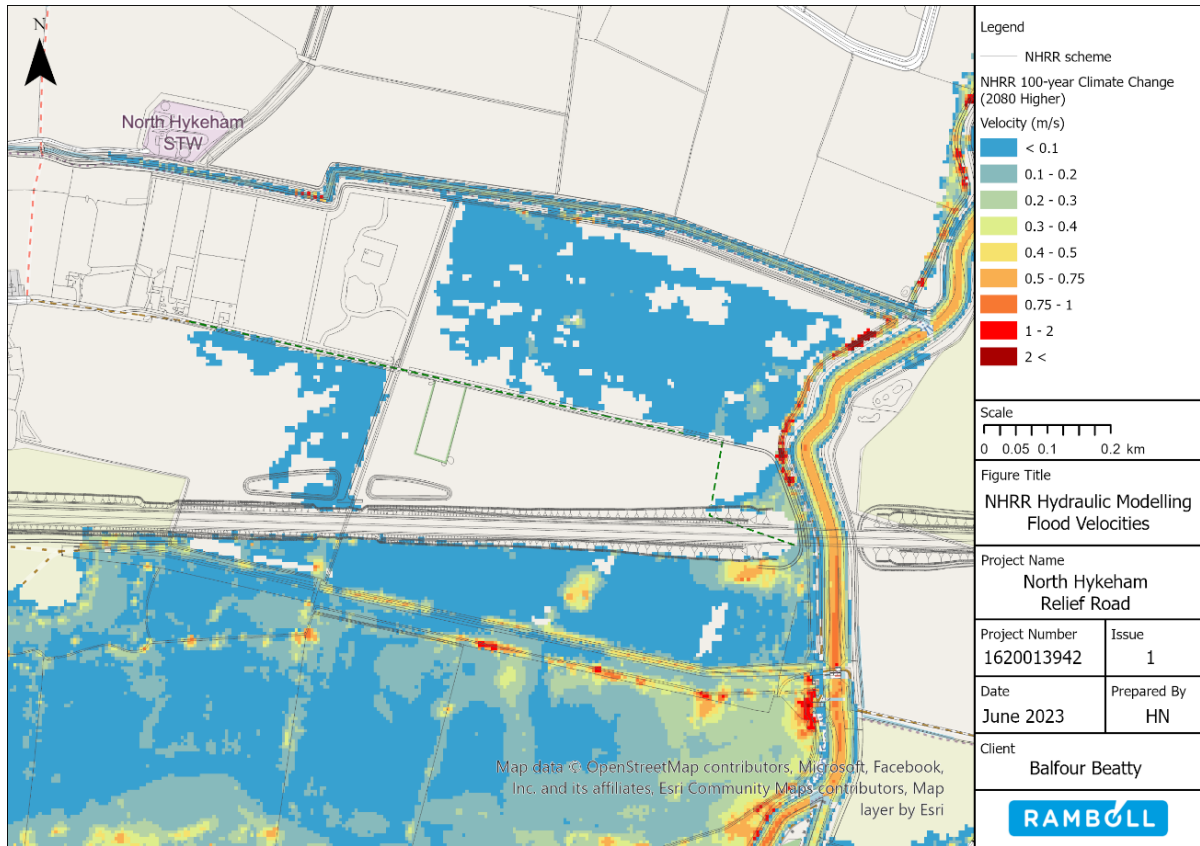 N
North Hykeham
STW
Map data © OpenStreetMap contributors, Microsoft, Facebook,
Inc. and its affiliates, Esri Community Maps contributors, Map
layer by Esri
Legend
NHRR scheme
NHRR 100-year Climate Change
(2080 Higher)
Velocity (m/s)
< 0.1
0.1 - 0.2
0.2 - 0.3
0.3 - 0.4
0.4 - 0.5
0.5 - 0.75
0.75 - 1
1 - 2
2 <
Scale
0 0.05 0.1 0.2 km
Figure Title
NHRR Hydraulic Modelling
Flood Velocities
Project Name
North Hykeham
Relief Road
Project Number
1620013942
Issue
1
Date
June 2023
Prepared By
HN
Client
Balfour Beatty
RAMBOLL